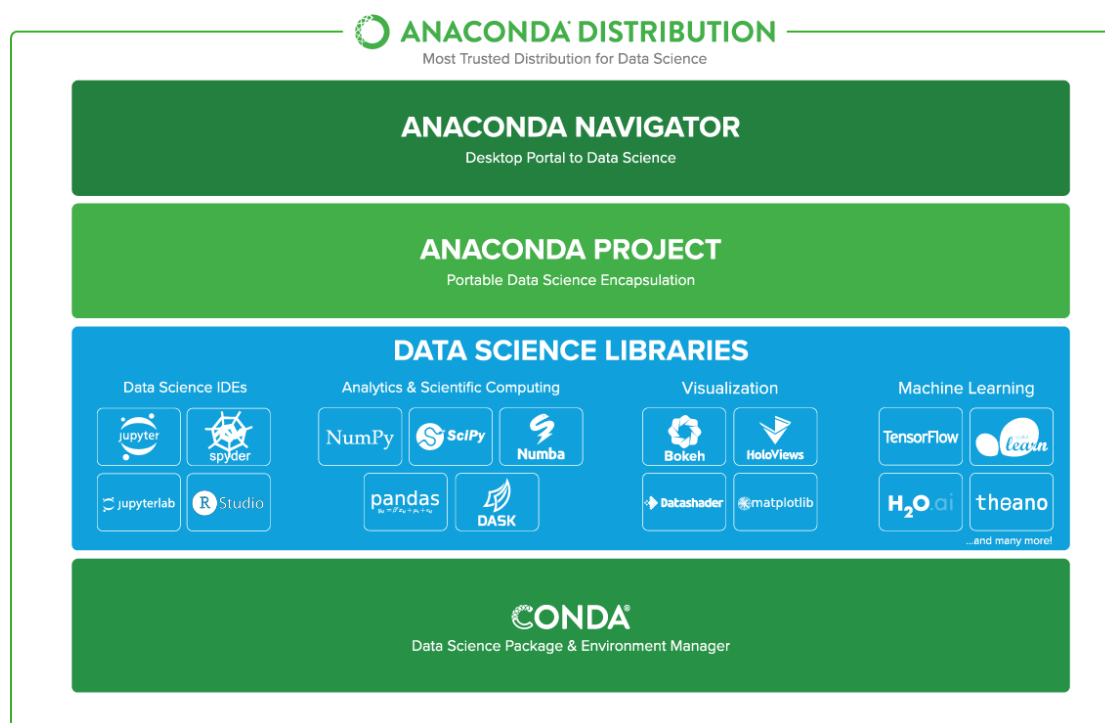 ANACONDA® DISTRIBUTION
Most Trusted Distribution for Data Science
ANACONDA NAVIGATOR
Desktop Portal to Data Science
ANACONDA PROJECT
Portable Data Science Encapsulation
DATA SCIENCE LIBRARIES
Data Science IDEs
jupyter
spyder
jupyterlab
R Studio
Analytics & Scientific Computing
NumPy
SciPy
Numba
pandas
DASK
Visualization
Bokeh
HoloViews
Datashader
matplotlib
Machine Learning
TensorFlow
learn
H₂O.ai
theano
...and many more!
CONDA®
Data Science Package & Environment Manager